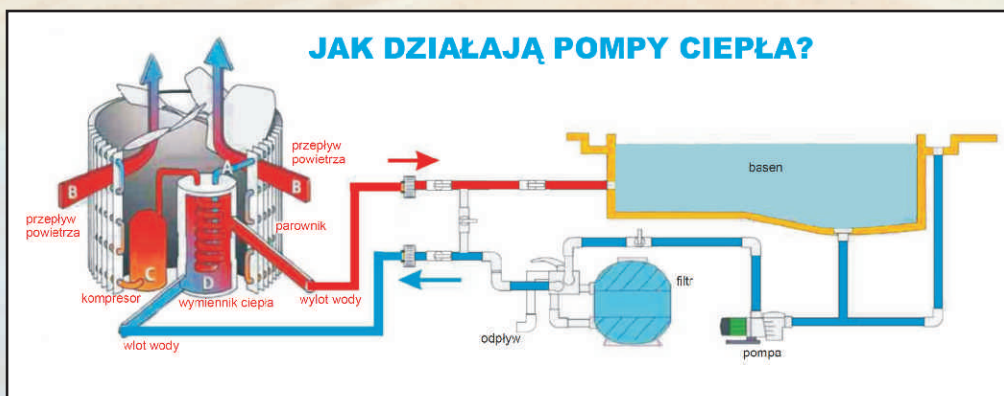 JAK DZIAŁAJĄ POMPY CIEPŁA?
przepływ
powietrza
A
B
B
basen
przepływ
powietrza
parownik
C
D
kompresor
wymiennik ciepła
wylot wody
filtr
wlot wody
odpływ
pompa